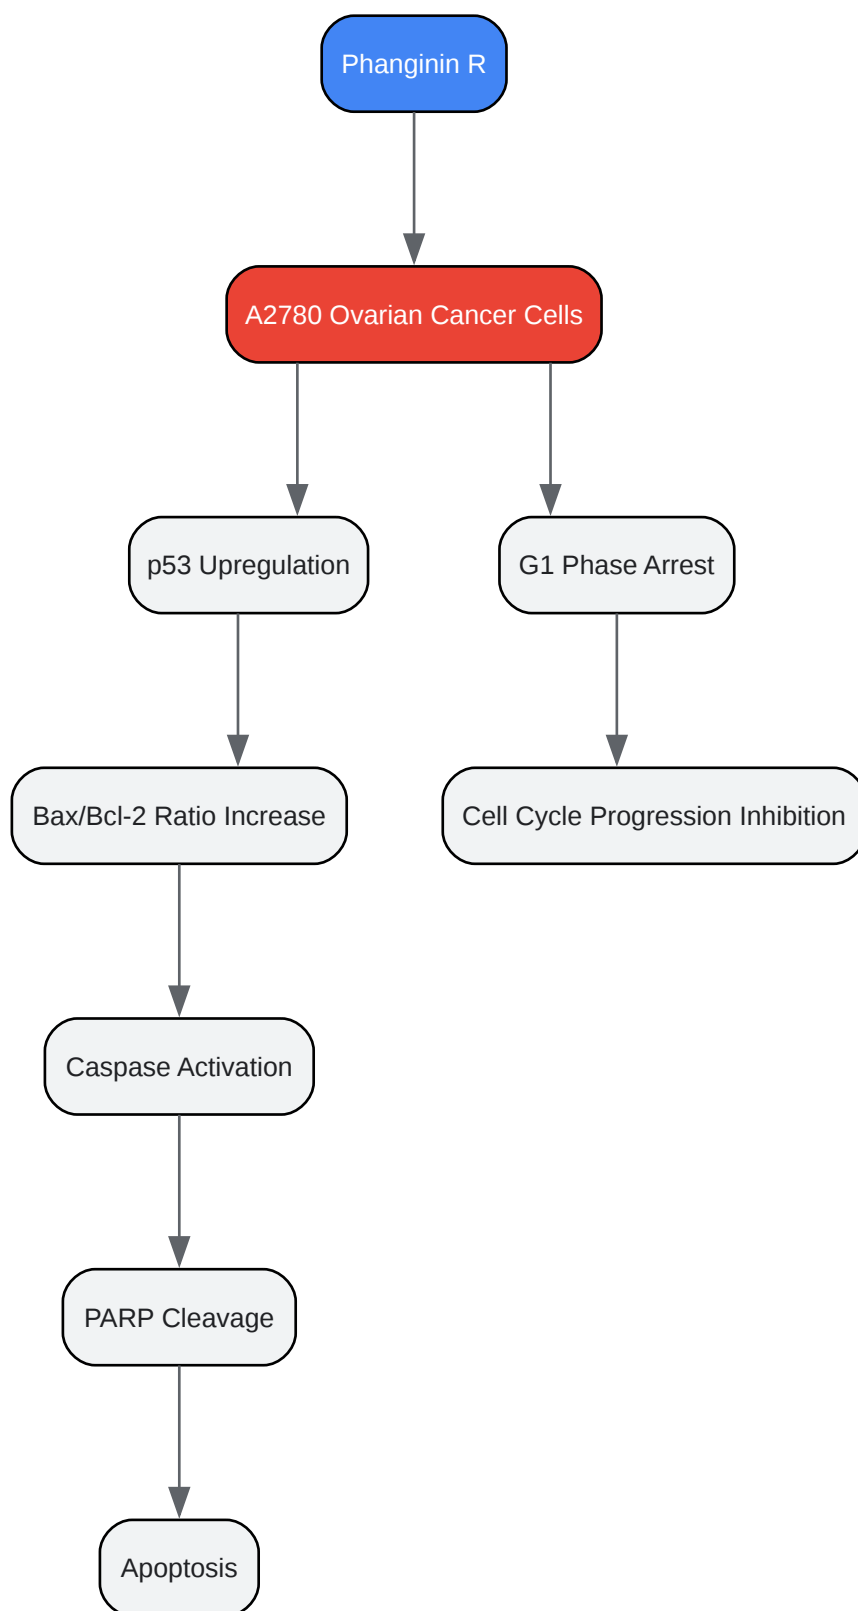 Phanginin R
A2780 Ovarian Cancer Cells
p53 Upregulation
G1 Phase Arrest
Bax/Bcl-2 Ratio Increase
Cell Cycle Progression Inhibition
Caspase Activation
PARP Cleavage
Apoptosis